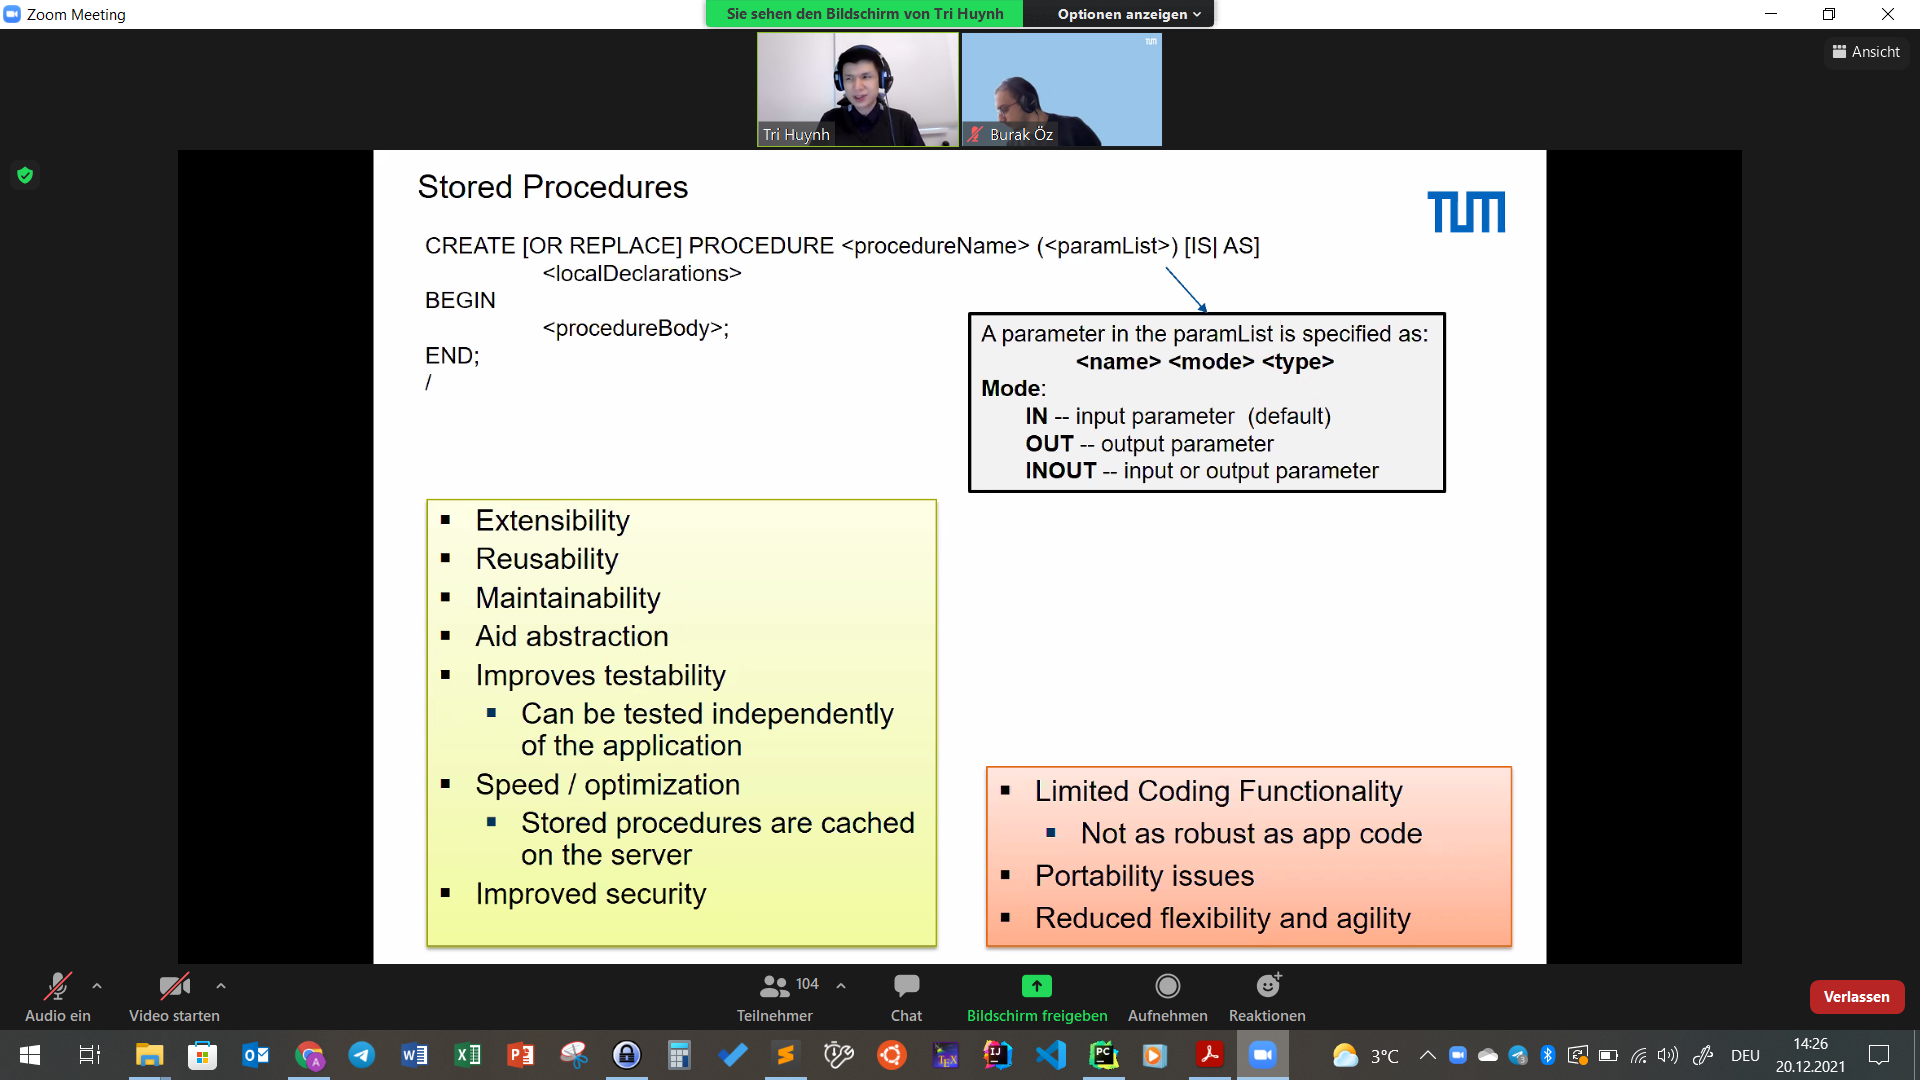 Zoom Meeting
Sie sehen den Bildschirm von Tri Huynh
Optionen anzeigen
Ansicht
TUM
Tri Huynh
Burak Öz
Stored Procedures
TUM
CREATE [OR REPLACE] PROCEDURE <procedureName> (<paramList>) [IS| AS]
<localDeclarations>
BEGIN
<procedureBody>;
END;
/
A parameter in the paramList is specified as:
<name> <mode> <type>
Mode:
IN -- input parameter (default)
OUT -- output parameter
INOUT -- input or output parameter
Extensibility
Reusability
Maintainability
Aid abstraction
Improves testability
Can be tested independently
of the application
Speed / optimization
Stored procedures are cached
on the server
Improved security
Limited Coding Functionality
Not as robust as app code
Portability issues
Reduced flexibility and agility
Audio ein
Video starten
104
Teilnehmer
Chat
Bildschirm freigeben
Aufnehmen
Reaktionen
Verlassen
3°C
DEU
14:26
20.12.2021